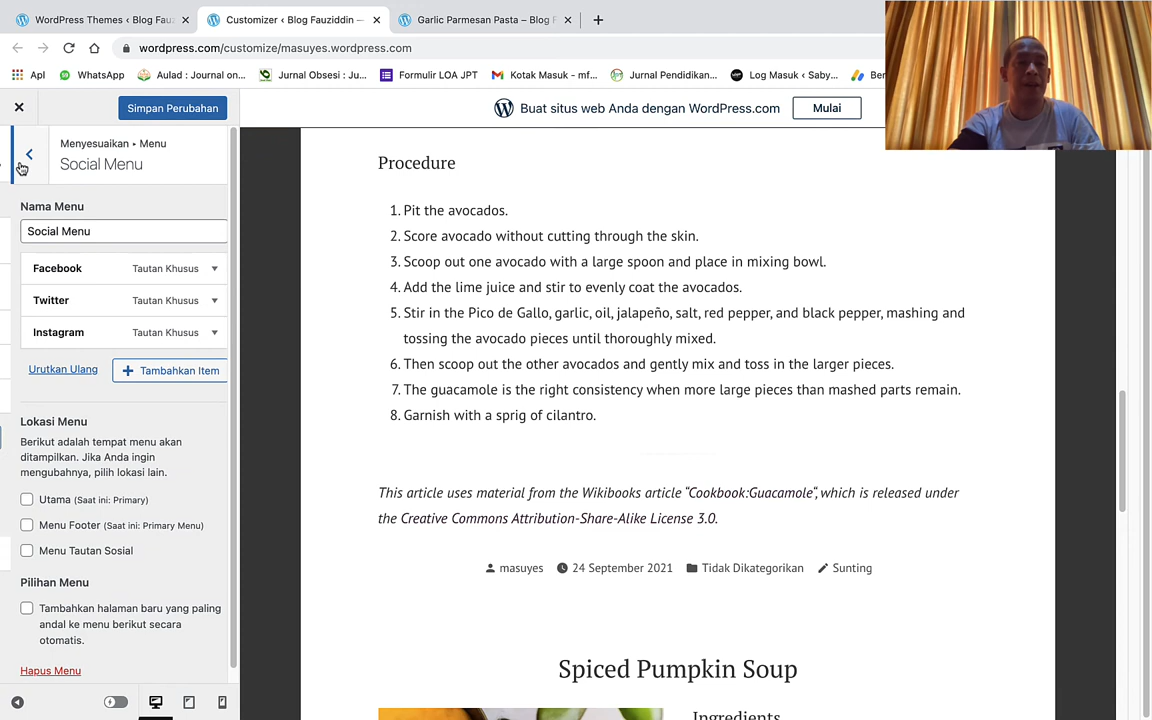 WordPress Themes ‹ Blog Fauz
Customizer ‹ Blog Fauziddin —
Garlic Parmesan Pasta – Blog F
wordpress.com/customize/masuyes.wordpress.com
Apl
WhatsApp
Aulad : Journal on...
Jurnal Obsesi : Ju...
Formulir LOA JPT
Kotak Masuk - mf...
Jurnal Pendidikan...
Log Masuk ‹ Saby...
Ber
Simpan Perubahan
Buat situs web Anda dengan WordPress.com
Mulai
Menyesuaikan ▸ Menu
Social Menu
Nama Menu
Social Menu
Facebook Tautan Khusus
Twitter Tautan Khusus
Instagram Tautan Khusus
Urutkan Ulang
Tambahkan Item
Lokasi Menu
Berikut adalah tempat menu akan
ditampilkan. Jika Anda ingin
mengubahnya, pilih lokasi lain.
Utama (Saat ini: Primary)
Menu Footer (Saat ini: Primary Menu)
Menu Tautan Sosial
Pilihan Menu
Tambahkan halaman baru yang paling
andal ke menu berikut secara
otomatis.
Hapus Menu
Procedure
1. Pit the avocados.
2. Score avocado without cutting through the skin.
3. Scoop out one avocado with a large spoon and place in mixing bowl.
4. Add the lime juice and stir to evenly coat the avocados.
5. Stir in the Pico de Gallo, garlic, oil, jalapeño, salt, red pepper, and black pepper, mashing and
tossing the avocado pieces until thoroughly mixed.
6. Then scoop out the other avocados and gently mix and toss in the larger pieces.
7. The guacamole is the right consistency when more large pieces than mashed parts remain.
8. Garnish with a sprig of cilantro.
This article uses material from the Wikibooks article “Cookbook:Guacamole“, which is released under
the Creative Commons Attribution-Share-Alike License 3.0.
masuyes 24 September 2021 Tidak Dikategorikan Sunting
Spiced Pumpkin Soup
Ingredients